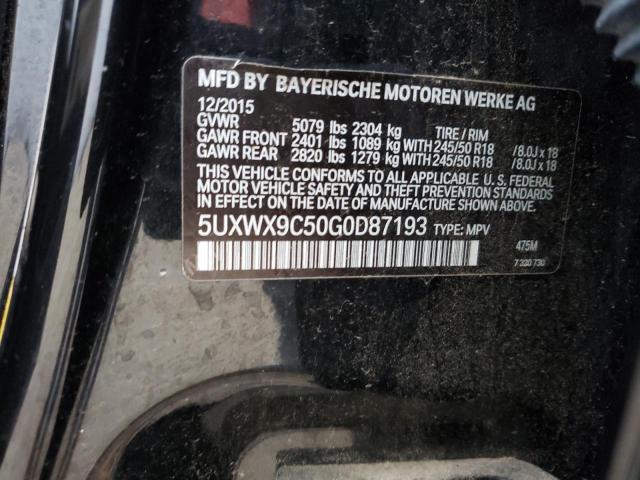 MFD BY BAYERISCHE MOTOREN WERKE AG
12/2015
GVWR 5079 lbs 2304 kg TIRE / RIM
GAWR FRONT 2401 lbs 1089 kg WITH 245/50 R18 / 8.0J x 18
GAWR REAR 2820 lbs 1279 kg WITH 245/50 R18 / 8.0J x 18
THIS VEHICLE CONFORMS TO ALL APPLICABLE U. S. FEDERAL
MOTOR VEHICLE SAFETY AND THEFT PREVENTION STANDARDS
IN EFFECT ON THE DATE OF MANUFACTURE SHOWN ABOVE.
5UXWX9C50G0D87193 TYPE: MPV
475M
7 320 730